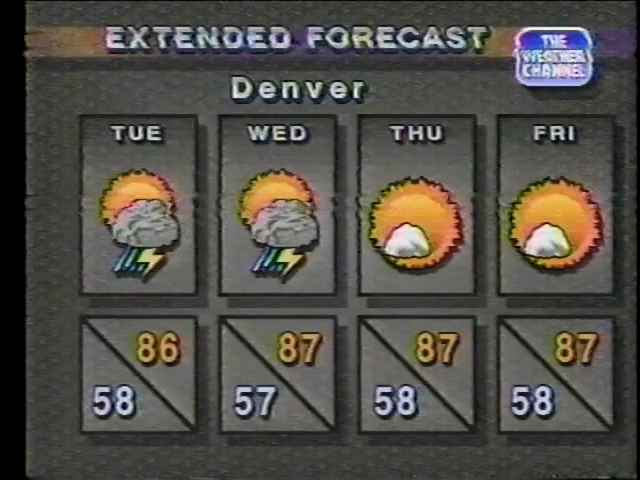 EXTENDED FORECAST
THE
WEATHER
CHANNEL
Denver
TUE WED THU FRI
86 87 87 87
58 57 58 58